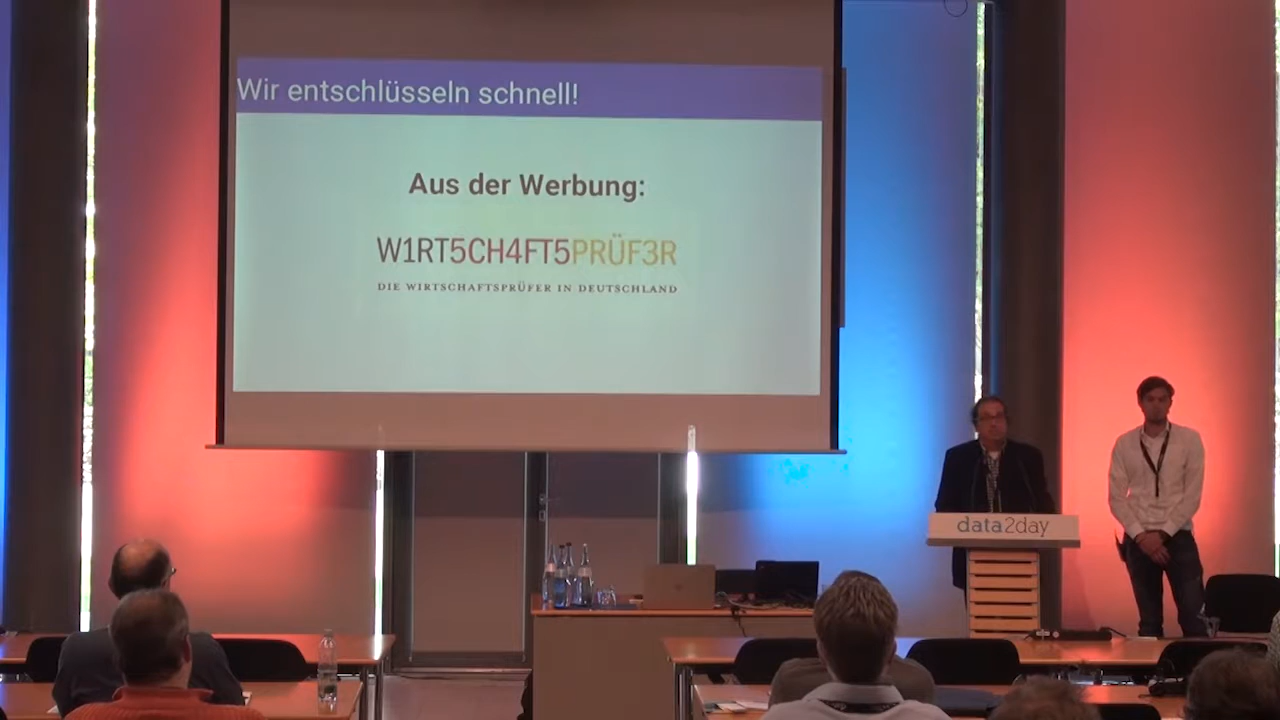 Wir entschlüsseln schnell!
Aus der Werbung:
W1RT5CH4FT5PRÜF3R
DIE WIRTSCHAFTSPRÜFER IN DEUTSCHLAND
data2day